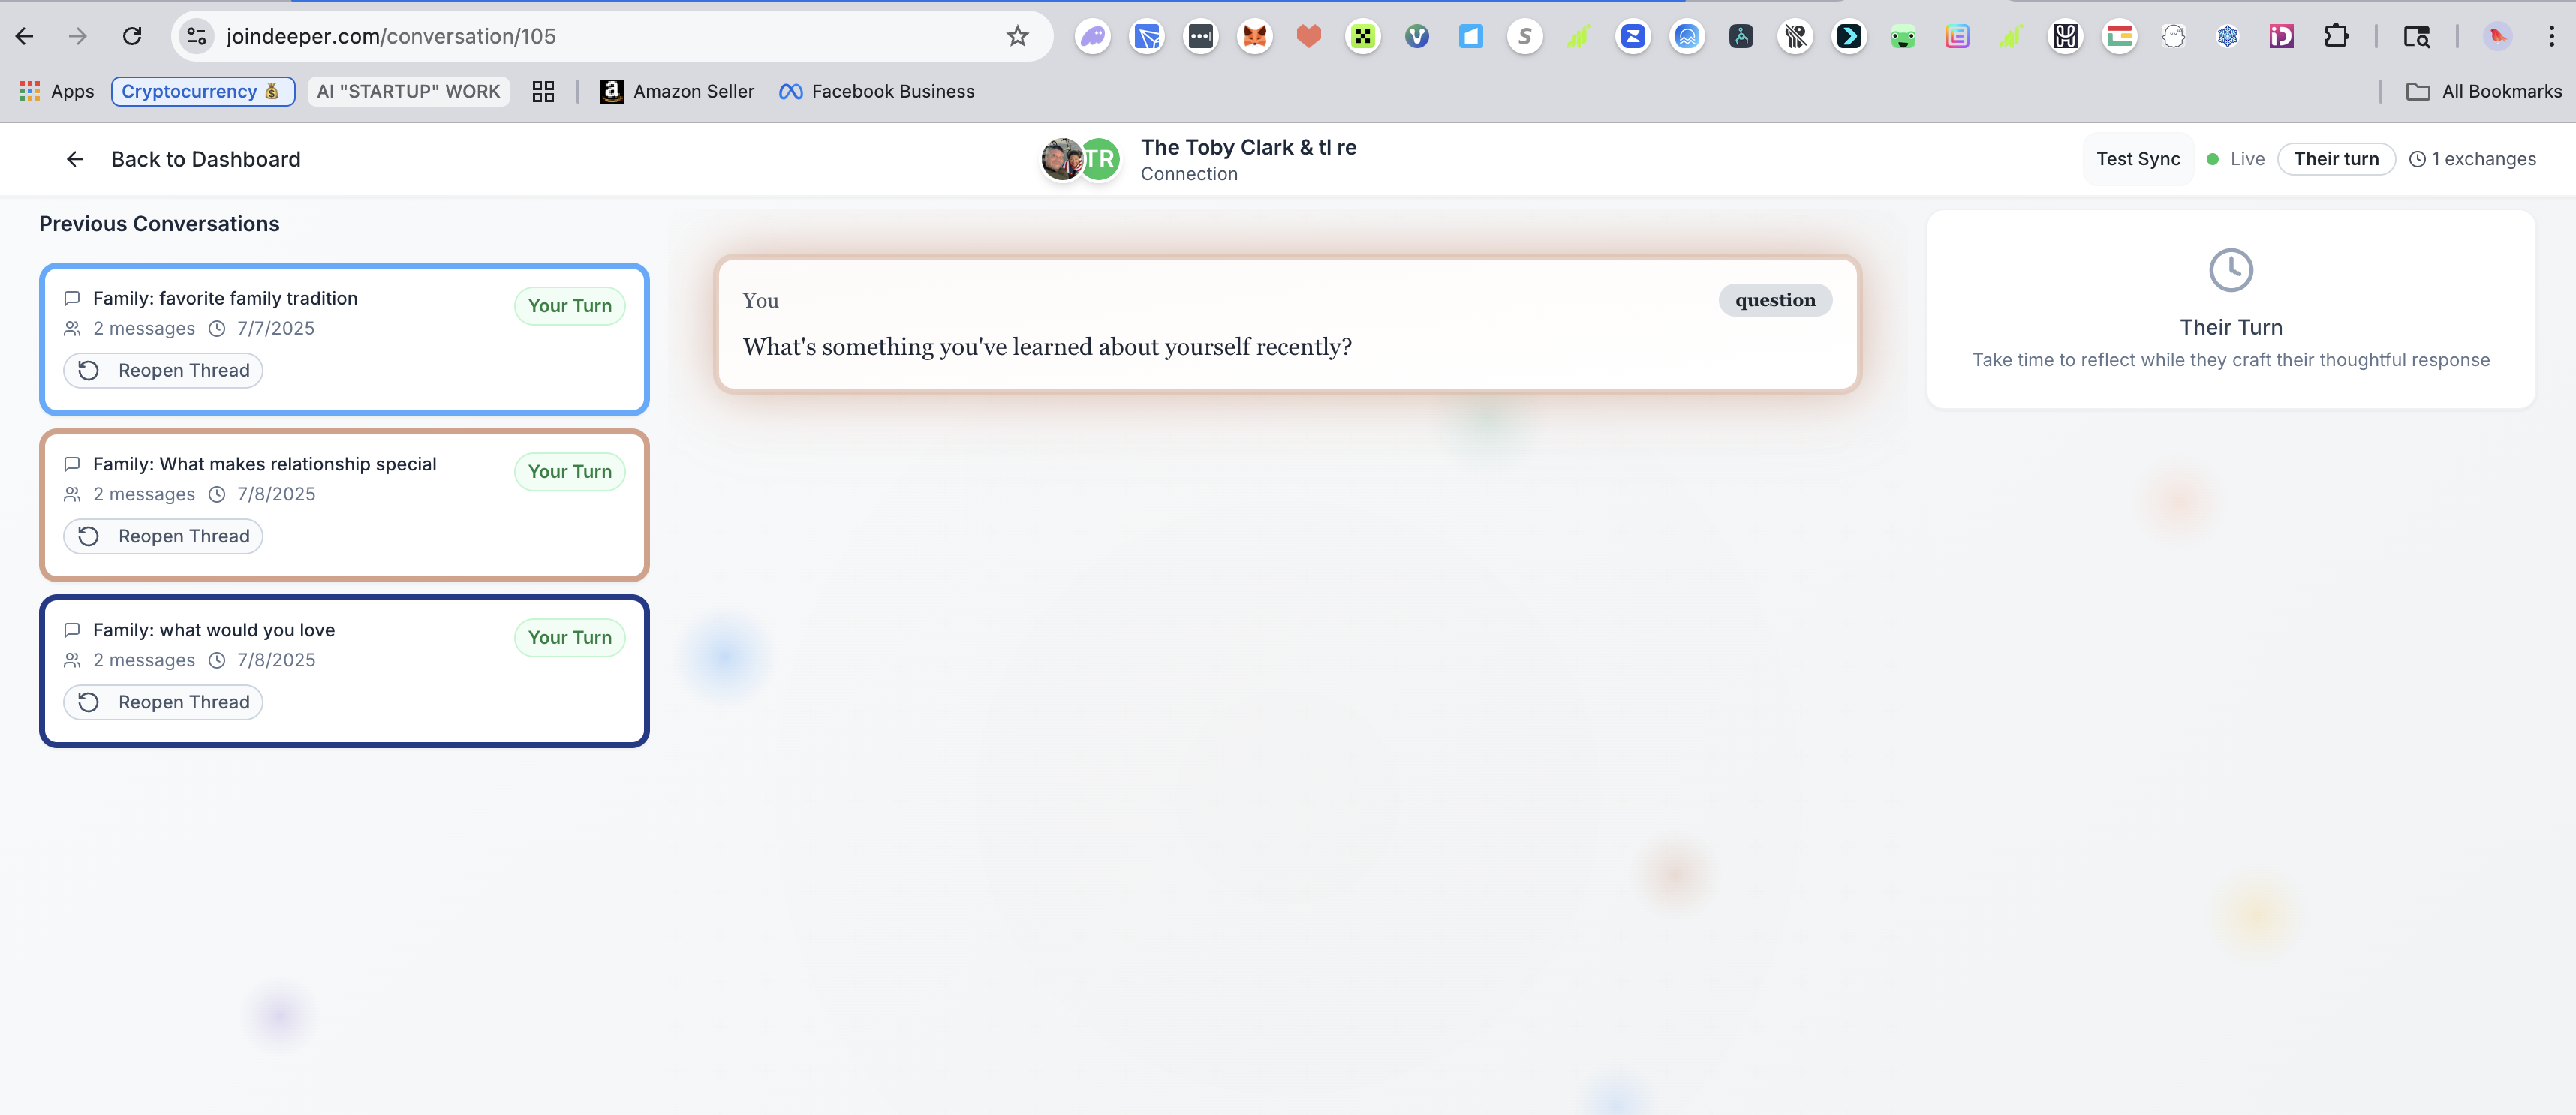 joindeeper.com/conversation/105
Apps
Cryptocurrency 💰
AI "STARTUP" WORK
Amazon Seller
Facebook Business
All Bookmarks
Back to Dashboard
TR
The Toby Clark & tl re
Connection
Test Sync
Live
Their turn
1 exchanges
Previous Conversations
Family: favorite family tradition
Your Turn
2 messages 7/7/2025
Reopen Thread
Family: What makes relationship special
Your Turn
2 messages 7/8/2025
Reopen Thread
Family: what would you love
Your Turn
2 messages 7/8/2025
Reopen Thread
You
question
What's something you've learned about yourself recently?
Their Turn
Take time to reflect while they craft their thoughtful response